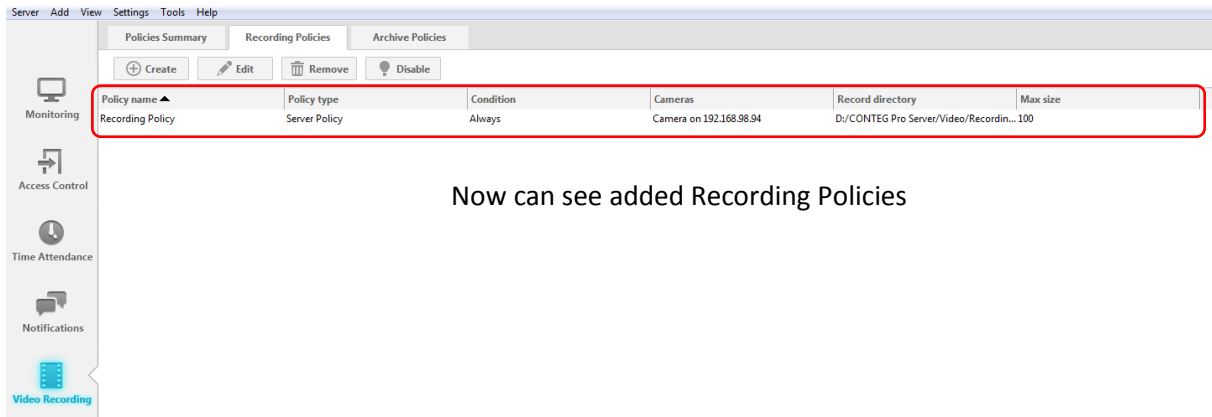 Server Add View Settings Tools Help
Policies Summary Recording Policies Archive Policies
Create Edit Remove Disable
Policy name Policy type Condition Cameras Record directory Max size
Recording Policy Server Policy Always Camera on 192.168.98.94 D:/CONTEG Pro Server/Video/Recordin... 100
Monitoring
Access Control
Now can see added Recording Policies
Time Attendance
Notifications
Video Recording